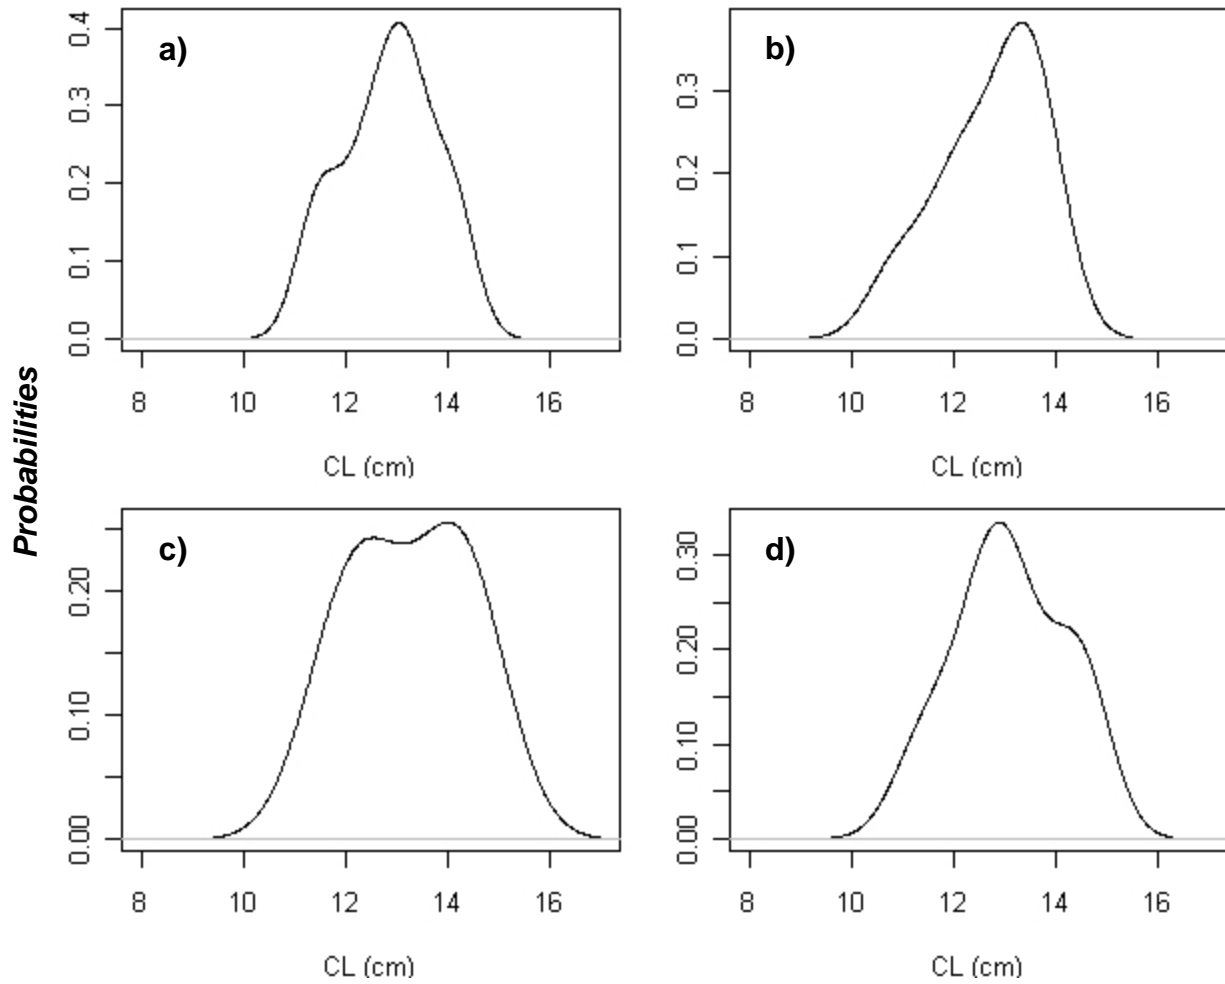 Probabilities
a)
0.0 0.1 0.2 0.3 0.4
8 10 12 14 16
CL (cm)
b)
0.0 0.1 0.2 0.3
8 10 12 14 16
CL (cm)
c)
0.00 0.10 0.20
8 10 12 14 16
CL (cm)
d)
0.00 0.10 0.20 0.30
8 10 12 14 16
CL (cm)